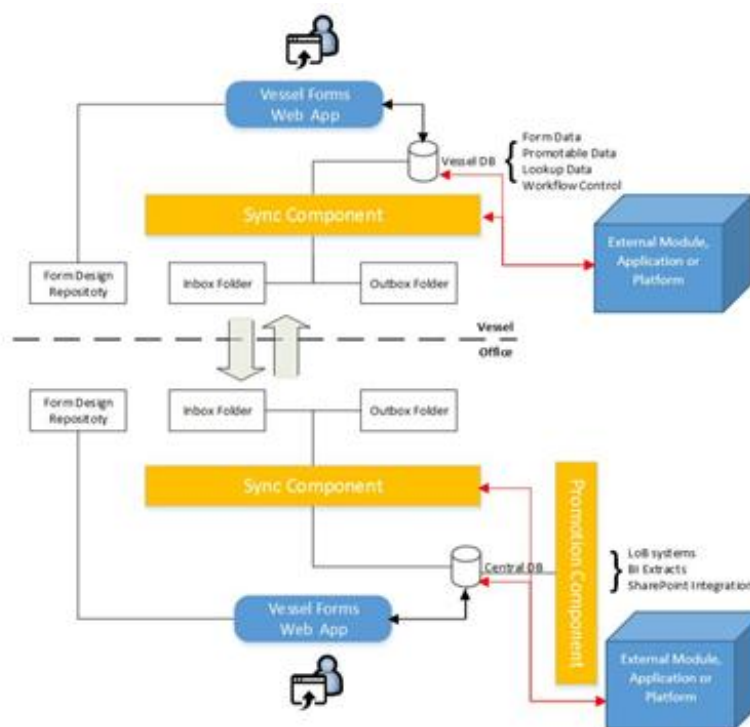 Vessel Forms
Web App
Vessel DB
Form Data
Promotable Data
Lookup Data
Workflow Control
Sync Component
External Module,
Application or
Platform
Form Design
Repositoty
Inbox Folder
Outbox Folder
Vessel
Office
Form Design
Repositoty
Inbox Folder
Outbox Folder
Sync Component
Promotion Component
Central DB
LoB systems
BI Extracts
SharePoint Integration
Vessel Forms
Web App
External Module,
Application or
Platform